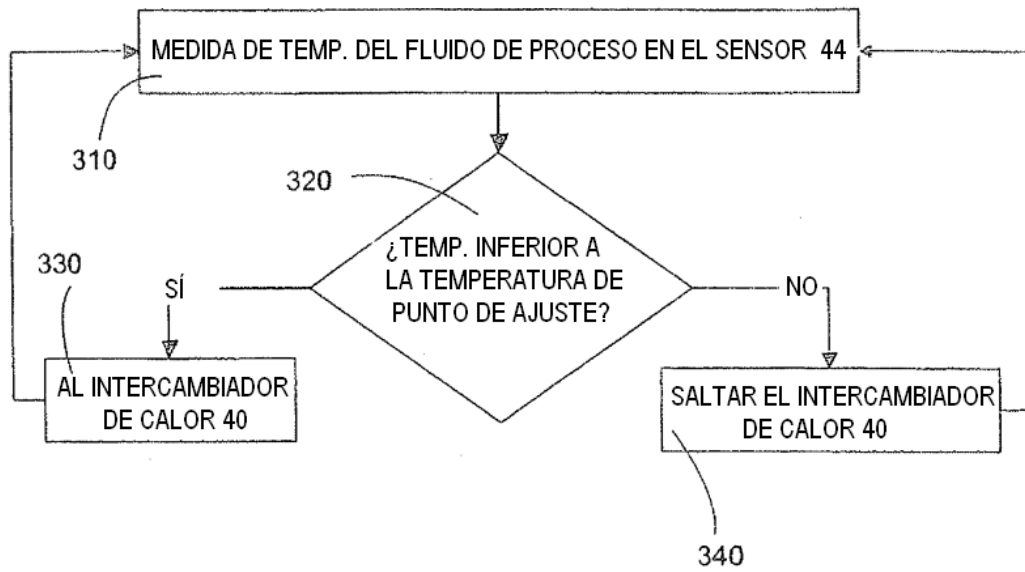 MEDIDA DE TEMP. DEL FLUIDO DE PROCESO EN EL SENSOR 44
310
320
¿TEMP. INFERIOR A
LA TEMPERATURA DE
PUNTO DE AJUSTE?
330
SÍ
NO
AL INTERCAMBIADOR
DE CALOR 40
SALTAR EL INTERCAMBIADOR
DE CALOR 40
340